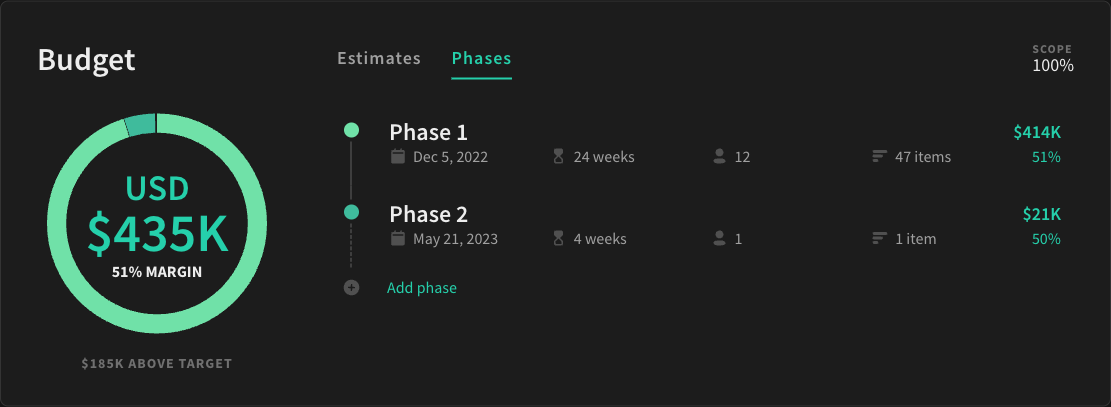 Budget
Estimates Phases
SCOPE
100%
USD
$435K
51% MARGIN
$185K ABOVE TARGET
Phase 1 $414K
Dec 5, 2022 24 weeks 12 47 items 51%
Phase 2 $21K
May 21, 2023 4 weeks 1 1 item 50%
Add phase